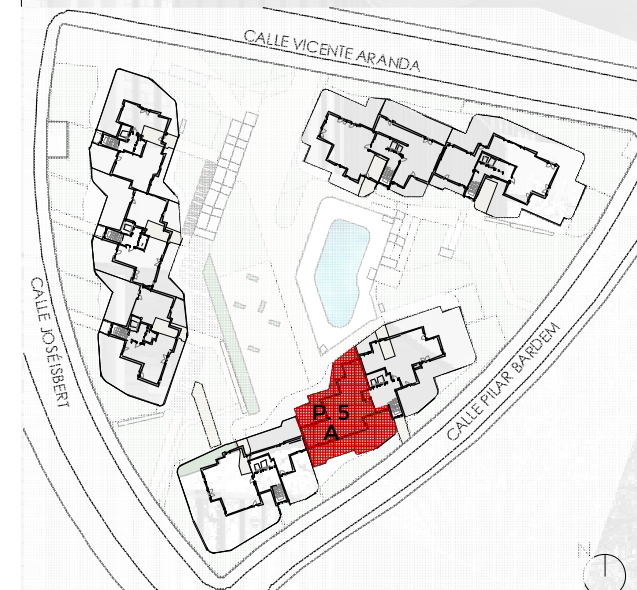 CALLE VICENTE ARANDA
CALLE JOSÉ ISBERT
CALLE PILAR BARDEM
P. 5
A
N